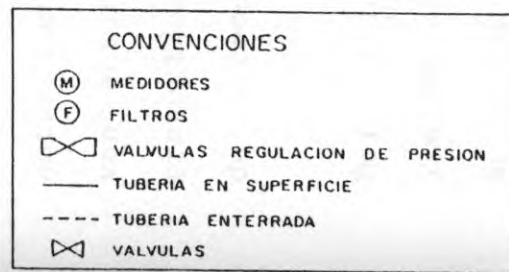 CONVENCIONES
M MEDIDORES
F FILTROS
VALVULAS REGULACION DE PRESION
TUBERIA EN SUPERFICIE
TUBERIA ENTERRADA
VALVULAS